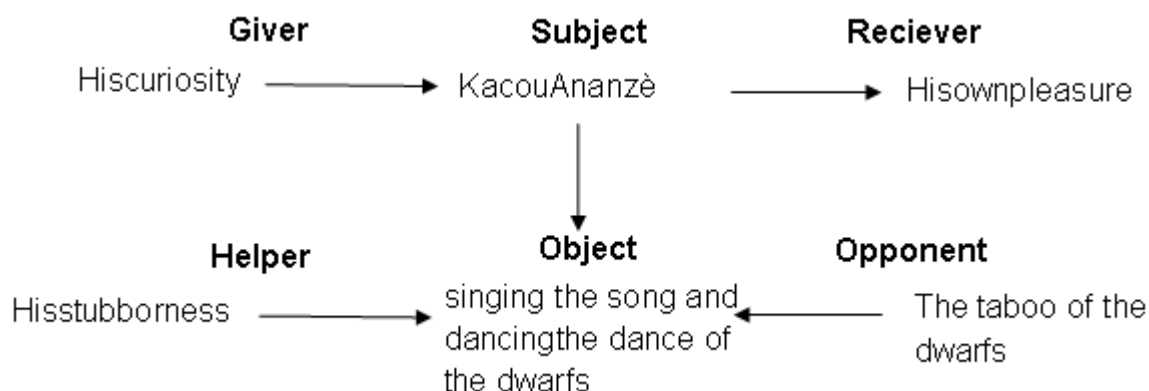 Giver Subject Reciever
Hiscuriosity KacouAnanzè Hisownpleasure
Helper Object Opponent
Hisstubborness singing the song and dancingthe dance of the dwarfs The taboo of the dwarfs